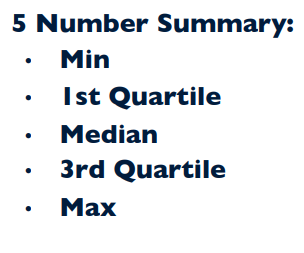 5 Number Summary:
• Min
• 1st Quartile
• Median
• 3rd Quartile
• Max